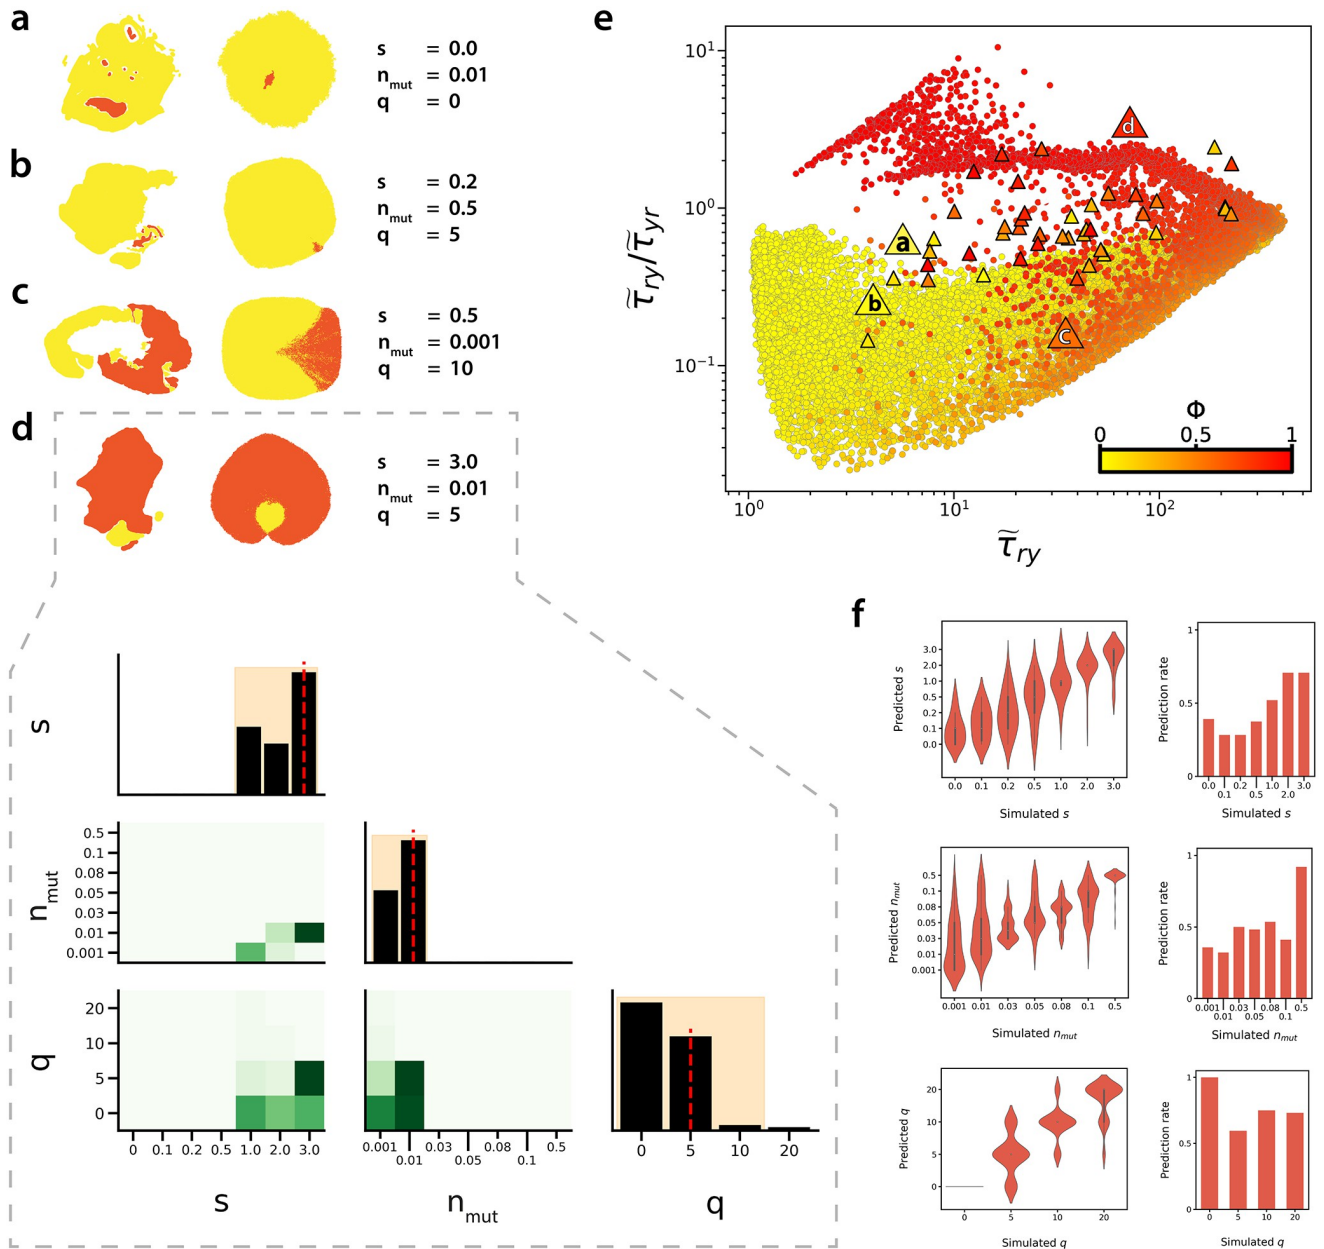 a
s = 0.0
n_mut = 0.01
q = 0
b
s = 0.2
n_mut = 0.5
q = 5
c
s = 0.5
n_mut = 0.001
q = 10
d
s = 3.0
n_mut = 0.01
q = 5
s
n_mut
0.5
0.1
0.08
0.05
0.03
0.01
0.001
q
20
10
5
0
0 0.1 0.2 0.5 1.0 2.0 3.0
s
0.001 0.01 0.03 0.05 0.08 0.1 0.5
n_mut
0 5 10 20
q
e
τ̃_ry/τ̃_yr
10¹
10⁰
10⁻¹
a
b
c
d
Φ
0 0.5 1
10⁰ 10¹ 10²
τ̃_ry
f
Predicted s
3.0
2.0
1.0
0.5
0.2
0.1
0.0
0.0 0.1 0.2 0.5 1.0 2.0 3.0
Simulated s
Prediction rate
1
0.5
0
0.0 0.1 0.2 0.5 1.0 2.0 3.0
Simulated s
Predicted n_mut
0.5
0.1
0.08
0.05
0.03
0.01
0.001
0.001 0.01 0.03 0.05 0.08 0.1 0.5
Simulated n_mut
Prediction rate
1
0.5
0
0.001 0.01 0.03 0.05 0.08 0.1 0.5
Simulated n_mut
Predicted q
20
10
5
0
0 5 10 20
Simulated q
Prediction rate
1
0.5
0
0 5 10 20
Simulated q